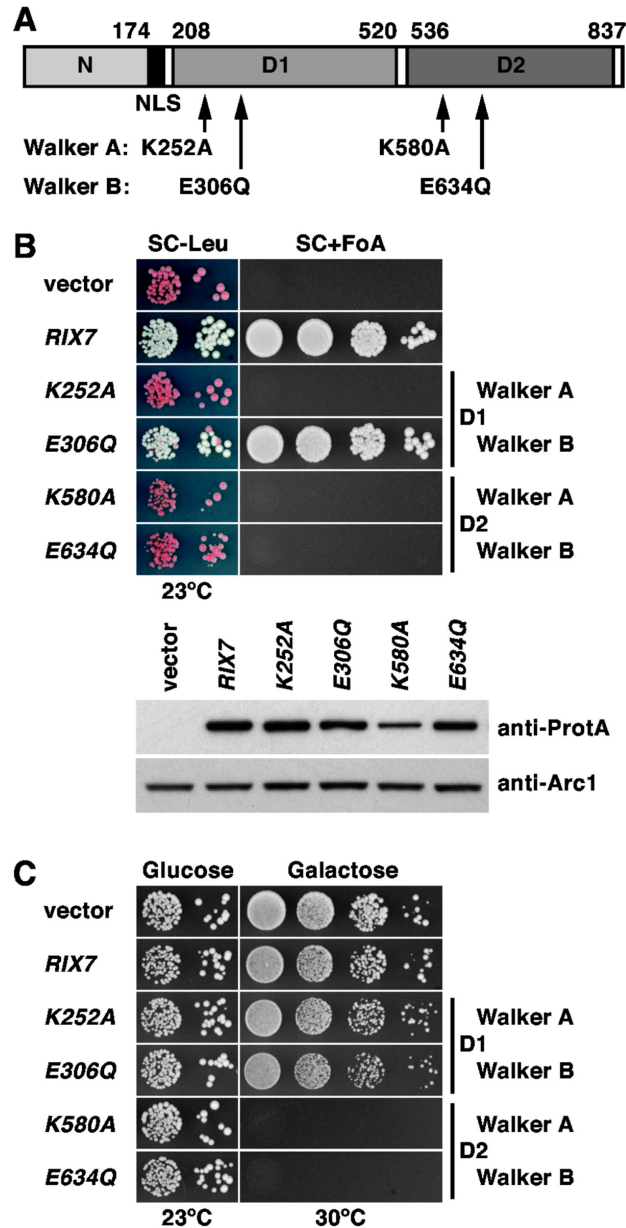 A
174 208 520 536 837
N D1 D2
NLS
Walker A: K252A K580A
Walker B: E306Q E634Q
B
SC-Leu SC+FoA
vector
RIX7
K252A Walker A
D1
E306Q Walker B
K580A Walker A
D2
E634Q Walker B
23°C
vector RIX7 K252A E306Q K580A E634Q
anti-ProtA
anti-Arc1
C
Glucose Galactose
vector
RIX7
K252A Walker A
D1
E306Q Walker B
K580A Walker A
D2
E634Q Walker B
23°C 30°C